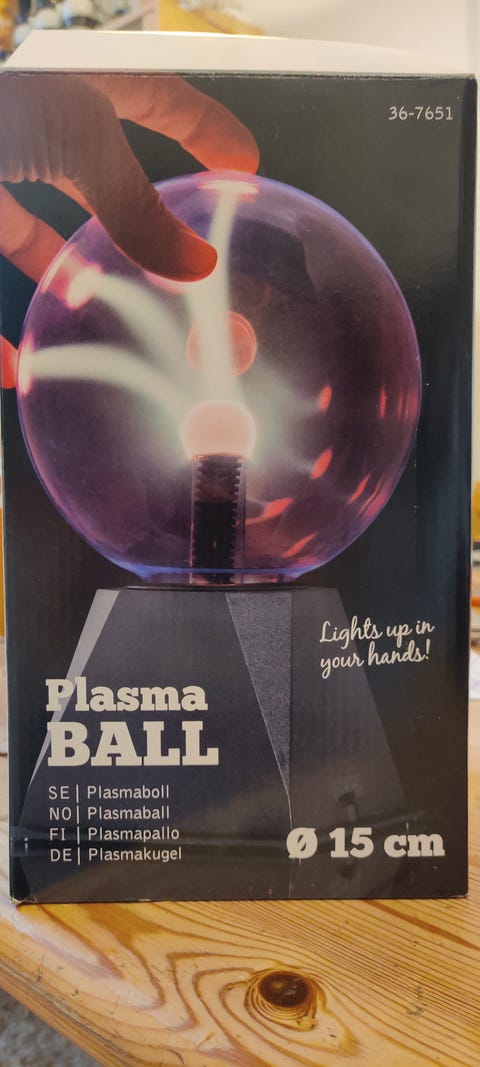 36-7651
Lights up in
your hands!
Plasma
BALL
SE | Plasmaboll
NO | Plasmaball
FI | Plasmapallo
DE | Plasmakugel
Ø 15 cm